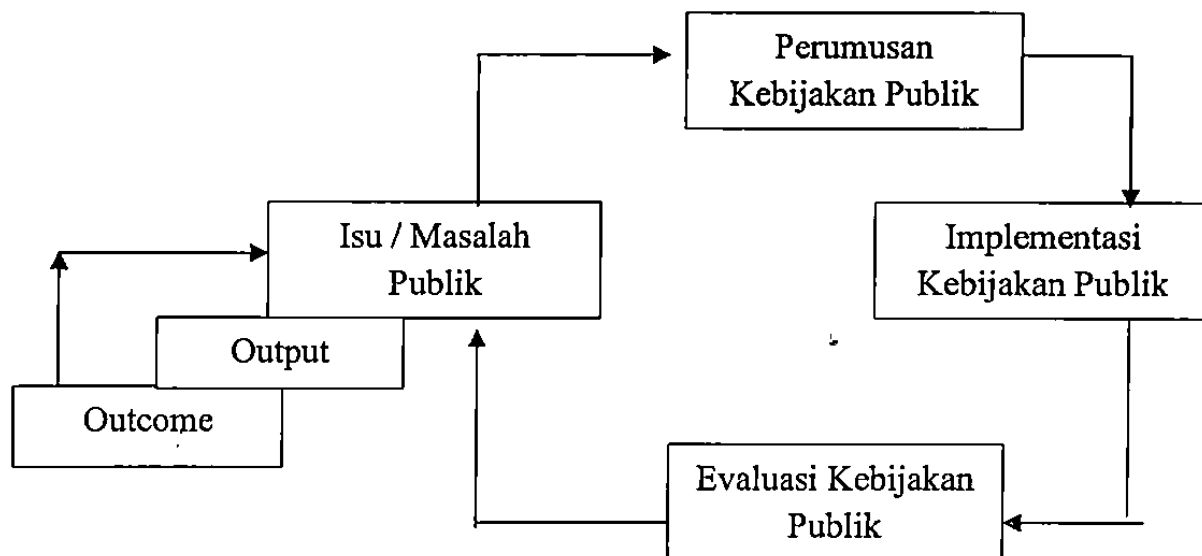 Perumusan
Kebijakan Publik
Isu / Masalah
Publik
Implementasi
Kebijakan Publik
Output
Outcome
Evaluasi Kebijakan
Publik